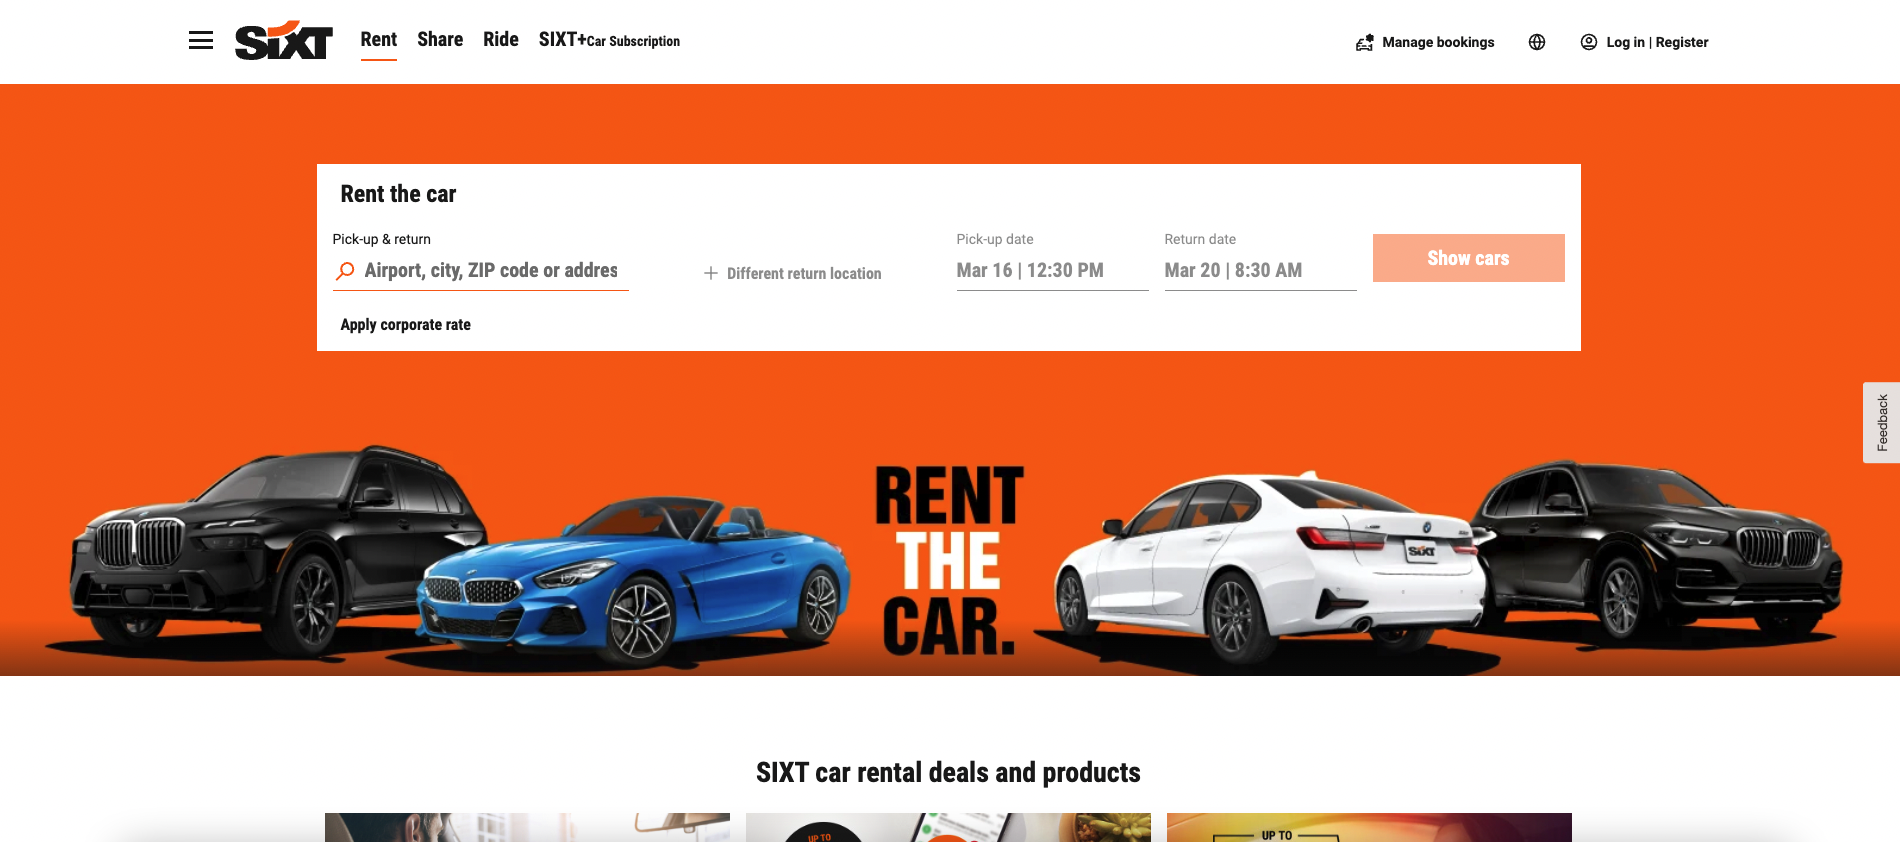 SIXT
Rent
Share
Ride
SIXT+Car Subscription
Manage bookings
Log in | Register
Rent the car
Pick-up & return
Airport, city, ZIP code or addres
Different return location
Pick-up date
Mar 16 | 12:30 PM
Return date
Mar 20 | 8:30 AM
Show cars
Apply corporate rate
Feedback
RENT
THE
CAR.
SIXT
SIXT car rental deals and products
UP TO
UP TO